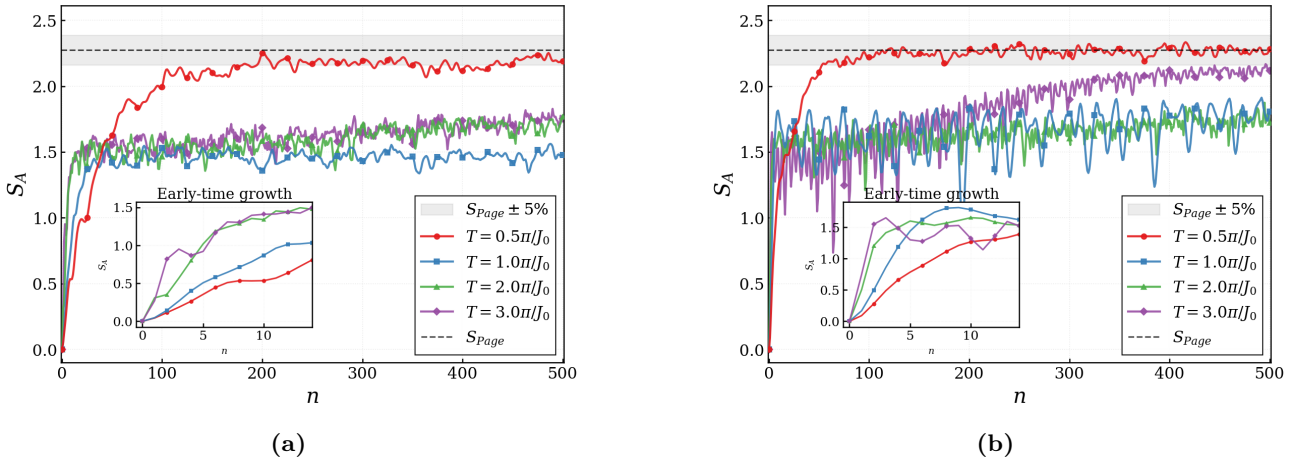 2.5
2.0
1.5
1.0
0.5
0.0
S_A
0 100 200 300 400 500
n
Early-time growth
1.5
1.0
0.5
0.0
S_A
0 5 10
n
S_Page ± 5%
T = 0.5π/J_0
T = 1.0π/J_0
T = 2.0π/J_0
T = 3.0π/J_0
S_Page
(a)
2.5
2.0
1.5
1.0
0.5
0.0
S_A
0 100 200 300 400 500
n
Early-time growth
1.5
1.0
0.5
0.0
S_A
0 5 10
n
S_Page ± 5%
T = 0.5π/J_0
T = 1.0π/J_0
T = 2.0π/J_0
T = 3.0π/J_0
S_Page
(b)